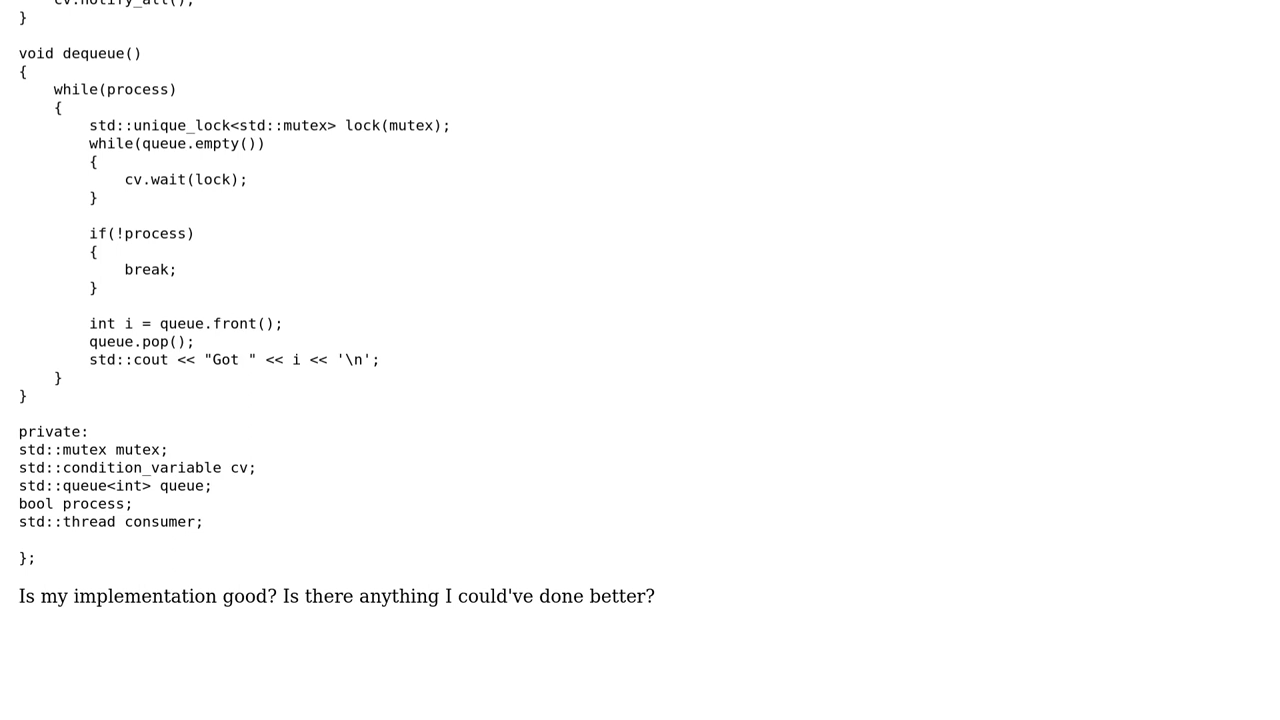 cv.notify_all();
}
void dequeue()
{
    while(process)
    {
        std::unique_lock<std::mutex> lock(mutex);
        while(queue.empty())
        {
            cv.wait(lock);
        }
        if(!process)
        {
            break;
        }
        int i = queue.front();
        queue.pop();
        std::cout << "Got " << i << '\n';
    }
}
private:
std::mutex mutex;
std::condition_variable cv;
std::queue<int> queue;
bool process;
std::thread consumer;
};
Is my implementation good? Is there anything I could've done better?